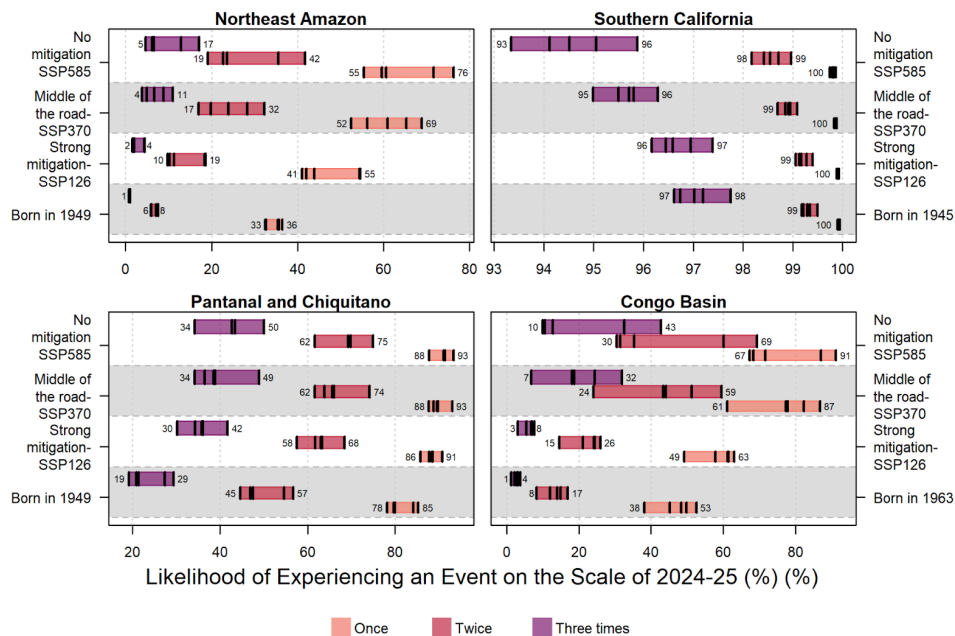 Northeast Amazon
Southern California
No
mitigation
SSP585
5 17
19 42
55 76
Middle of
the road-
SSP370
4 11
17 32
52 69
Strong
mitigation-
SSP126
2 4
10 19
41 55
Born in 1949
1
6 8
33 36
0 20 40 60 80
93 96
98 99
100
No
mitigation
SSP585
95 96
99
100
Middle of
the road-
SSP370
96 97
99
100
Strong
mitigation-
SSP126
97 98
99
100
Born in 1945
93 94 95 96 97 98 99 100
Pantanal and Chiquitano
Congo Basin
No
mitigation
SSP585
34 50
62 75
88 93
Middle of
the road-
SSP370
34 49
62 74
88 93
Strong
mitigation-
SSP126
30 42
58 68
86 91
Born in 1949
19 29
45 57
78 85
20 40 60 80
10 43
30 69
67 91
No
mitigation
SSP585
7 32
24 59
61 87
Middle of
the road-
SSP370
3 8
15 26
49 63
Strong
mitigation-
SSP126
1 4
8 17
38 53
Born in 1963
0 20 40 60 80
Likelihood of Experiencing an Event on the Scale of 2024-25 (%) (%)
Once Twice Three times